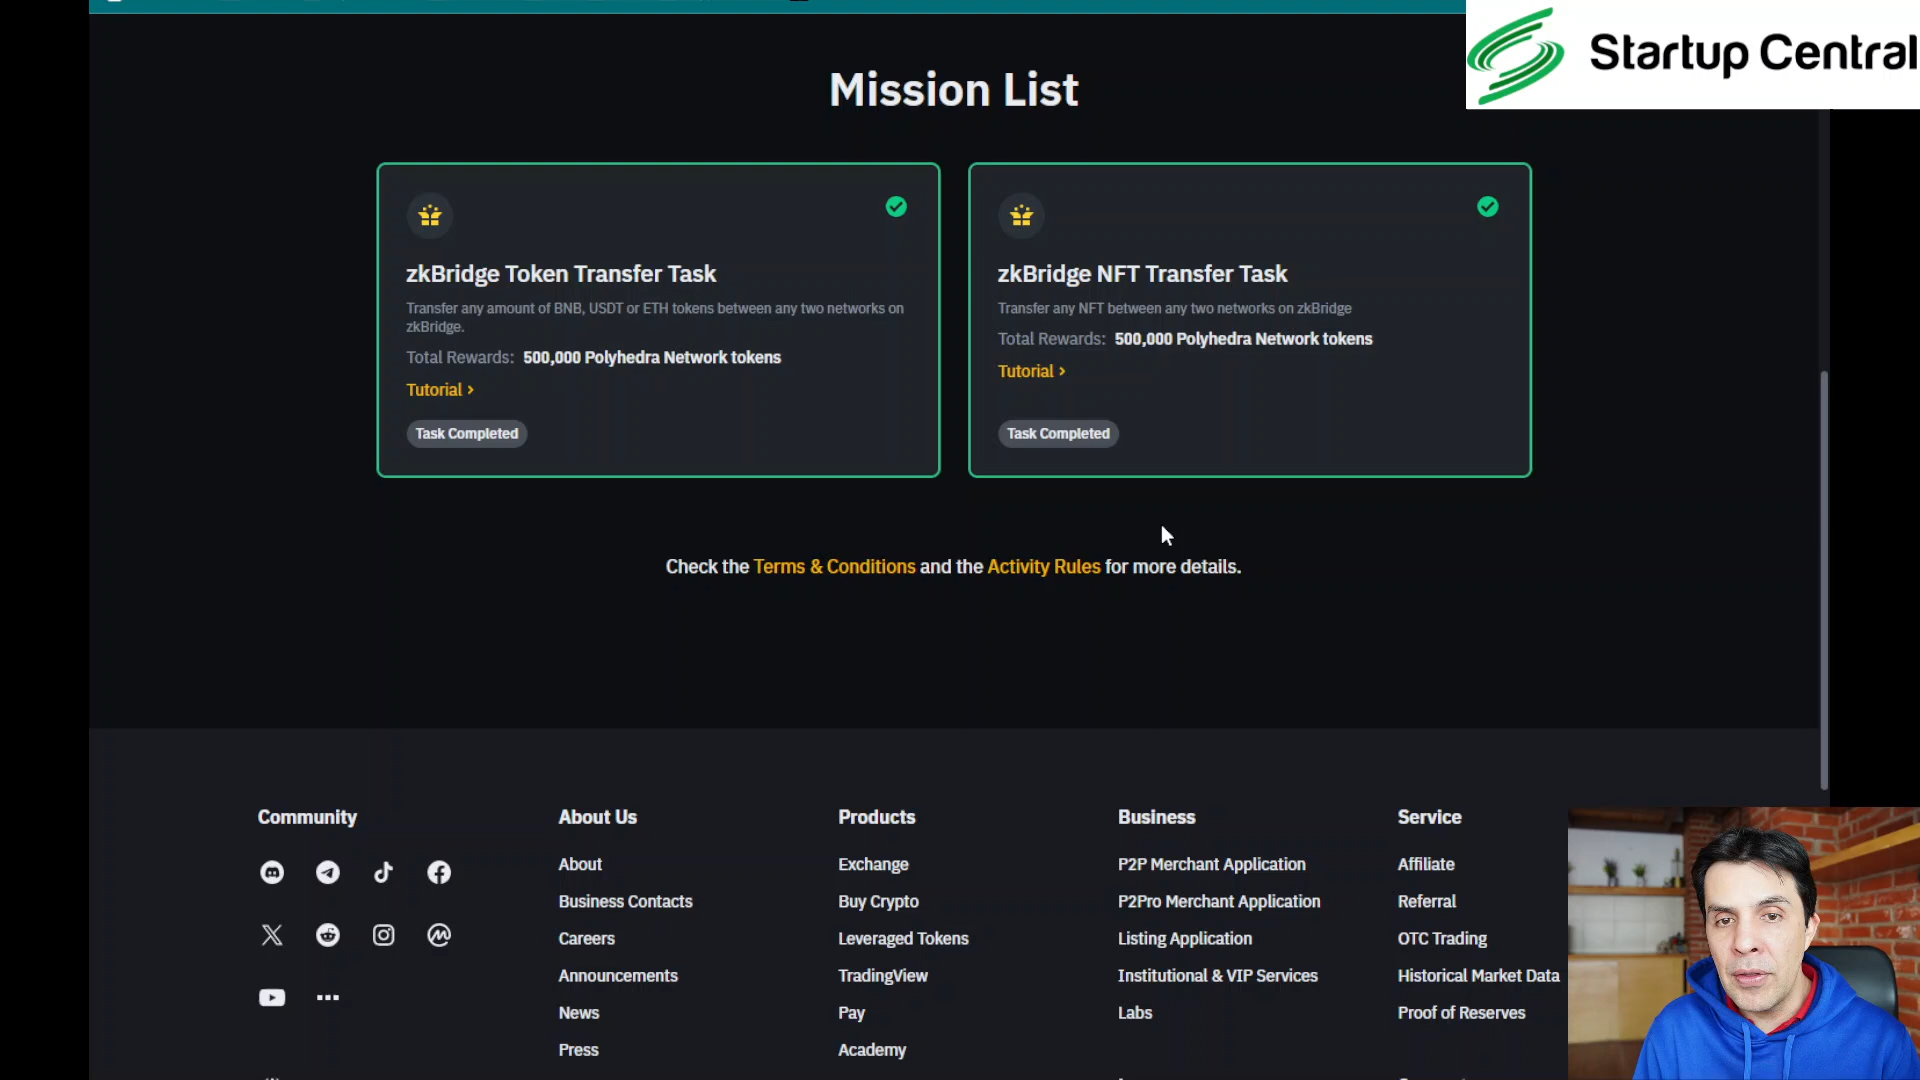 Startup Central
Mission List
zkBridge Token Transfer Task
Transfer any amount of BNB, USDT or ETH tokens between any two networks on
zkBridge.
Total Rewards: 500,000 Polyhedra Network tokens
Tutorial >
Task Completed
zkBridge NFT Transfer Task
Transfer any NFT between any two networks on zkBridge
Total Rewards: 500,000 Polyhedra Network tokens
Tutorial >
Task Completed
Check the Terms & Conditions and the Activity Rules for more details.
Community
About Us
About
Business Contacts
Careers
Announcements
News
Press
Products
Exchange
Buy Crypto
Leveraged Tokens
TradingView
Pay
Academy
Business
P2P Merchant Application
P2Pro Merchant Application
Listing Application
Institutional & VIP Services
Labs
Service
Affiliate
Referral
OTC Trading
Historical Market Data
Proof of Reserves